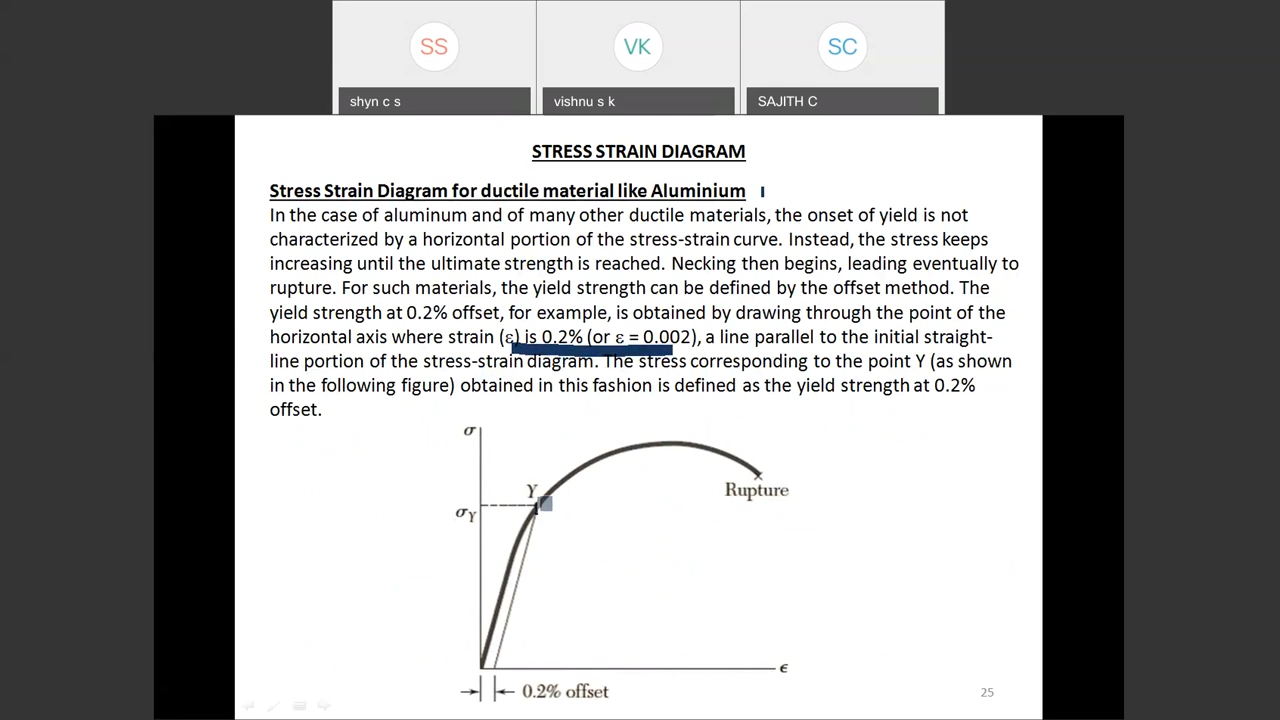 SS
VK
SC
shyn c s
vishnu s k
SAJITH C
STRESS STRAIN DIAGRAM
Stress Strain Diagram for ductile material like Aluminium
In the case of aluminum and of many other ductile materials, the onset of yield is not
characterized by a horizontal portion of the stress-strain curve. Instead, the stress keeps
increasing until the ultimate strength is reached. Necking then begins, leading eventually to
rupture. For such materials, the yield strength can be defined by the offset method. The
yield strength at 0.2% offset, for example, is obtained by drawing through the point of the
horizontal axis where strain (ε) is 0.2% (or ε = 0.002), a line parallel to the initial straight-
line portion of the stress-strain diagram. The stress corresponding to the point Y (as shown
in the following figure) obtained in this fashion is defined as the yield strength at 0.2%
offset.
σ
Y
Rupture
σY
ϵ
0.2% offset
25